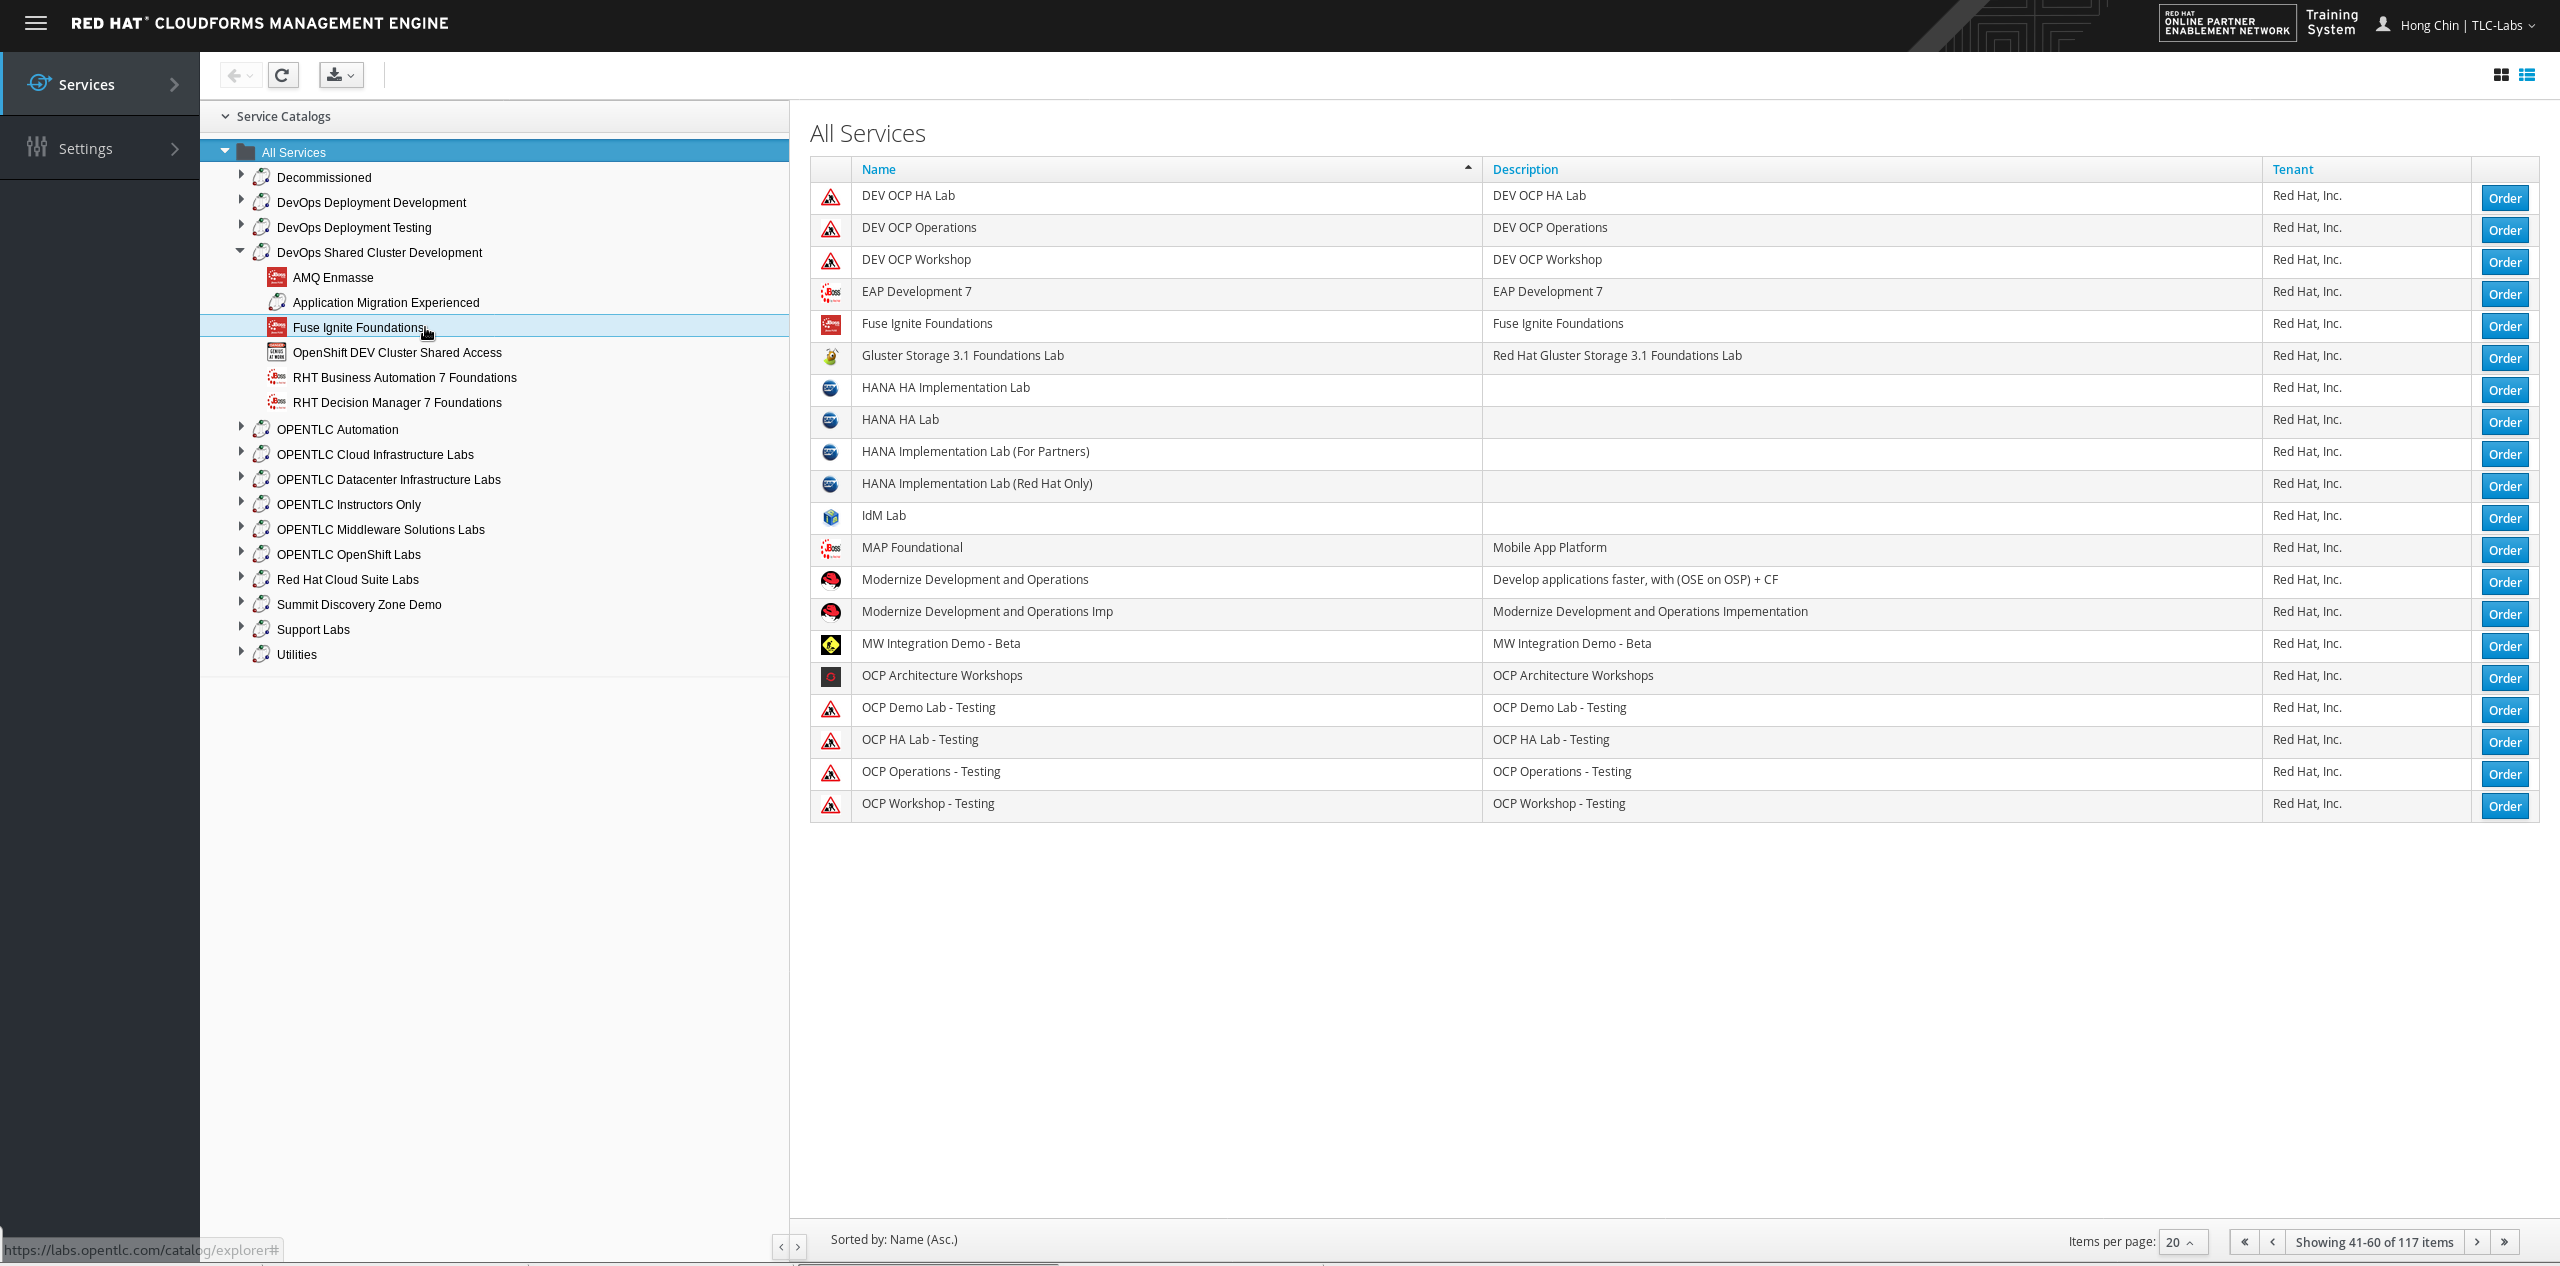 RED HAT® CLOUDFORMS MANAGEMENT ENGINE
RED HAT
ONLINE PARTNER
ENABLEMENT NETWORK
Training
System
Hong Chin | TLC-Labs
Services
Settings
Service Catalogs
All Services
Decommissioned
DevOps Deployment Development
DevOps Deployment Testing
DevOps Shared Cluster Development
AMQ Enmasse
Application Migration Experienced
Fuse Ignite Foundations
OpenShift DEV Cluster Shared Access
RHT Business Automation 7 Foundations
RHT Decision Manager 7 Foundations
OPENTLC Automation
OPENTLC Cloud Infrastructure Labs
OPENTLC Datacenter Infrastructure Labs
OPENTLC Instructors Only
OPENTLC Middleware Solutions Labs
OPENTLC OpenShift Labs
Red Hat Cloud Suite Labs
Summit Discovery Zone Demo
Support Labs
Utilities
All Services
Name Description Tenant
DEV OCP HA Lab DEV OCP HA Lab Red Hat, Inc. Order
DEV OCP Operations DEV OCP Operations Red Hat, Inc. Order
DEV OCP Workshop DEV OCP Workshop Red Hat, Inc. Order
EAP Development 7 EAP Development 7 Red Hat, Inc. Order
Fuse Ignite Foundations Fuse Ignite Foundations Red Hat, Inc. Order
Gluster Storage 3.1 Foundations Lab Red Hat Gluster Storage 3.1 Foundations Lab Red Hat, Inc. Order
HANA HA Implementation Lab Red Hat, Inc. Order
HANA HA Lab Red Hat, Inc. Order
HANA Implementation Lab (For Partners) Red Hat, Inc. Order
HANA Implementation Lab (Red Hat Only) Red Hat, Inc. Order
IdM Lab Red Hat, Inc. Order
MAP Foundational Mobile App Platform Red Hat, Inc. Order
Modernize Development and Operations Develop applications faster, with (OSE on OSP) + CF Red Hat, Inc. Order
Modernize Development and Operations Imp Modernize Development and Operations Impementation Red Hat, Inc. Order
MW Integration Demo - Beta MW Integration Demo - Beta Red Hat, Inc. Order
OCP Architecture Workshops OCP Architecture Workshops Red Hat, Inc. Order
OCP Demo Lab - Testing OCP Demo Lab - Testing Red Hat, Inc. Order
OCP HA Lab - Testing OCP HA Lab - Testing Red Hat, Inc. Order
OCP Operations - Testing OCP Operations - Testing Red Hat, Inc. Order
OCP Workshop - Testing OCP Workshop - Testing Red Hat, Inc. Order
https://labs.opentlc.com/catalog/explorer#
Sorted by: Name (Asc.)
Items per page: 20
Showing 41-60 of 117 items